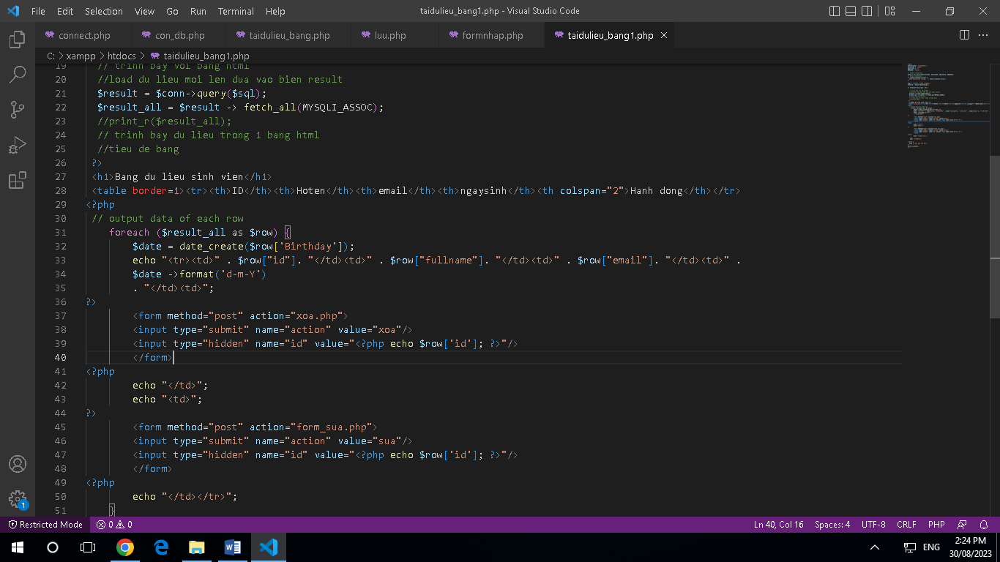 File Edit Selection View Go Run Terminal Help taidulieu_bang1.php - Visual Studio Code
connect.php con_db.php taidulieu_bang.php luu.php formnhap.php taidulieu_bang1.php
C: > xampp > htdocs > taidulieu_bang1.php
19 // trinh bay voi bang html
20 //load du lieu moi len dua vao bien result
21 $result = $conn->query($sql);
22 $result_all = $result -> fetch_all(MYSQLI_ASSOC);
23 //print_r($result_all);
24 // trinh bay du lieu trong 1 bang html
25 //tieu de bang
26 ?>
27 <h1>Bang du lieu sinh vien</h1>
28 <table border=1><tr><th>ID</th><th>Hoten</th><th>email</th><th>ngaysinh</th><th colspan="2">Hanh dong</th></tr>
29 <?php
30 // output data of each row
31 foreach ($result_all as $row) {
32 $date = date_create($row['Birthday']);
33 echo "<tr><td>" . $row["id"]. "</td><td>" . $row["fullname"]. "</td><td>" . $row["email"]. "</td><td>" .
34 $date ->format('d-m-Y')
35 . "</td><td>";
36 ?>
37 <form method="post" action="xoa.php">
38 <input type="submit" name="action" value="xoa"/>
39 <input type="hidden" name="id" value="<?php echo $row['id']; ?>"/>
40 </form>
41 <?php
42 echo "</td>";
43 echo "<td>";
44 ?>
45 <form method="post" action="form_sua.php">
46 <input type="submit" name="action" value="sua"/>
47 <input type="hidden" name="id" value="<?php echo $row['id']; ?>"/>
48 </form>
49 <?php
50 echo "</td></tr>";
51 }
1
Restricted Mode 0 0 Ln 40, Col 16 Spaces: 4 UTF-8 CRLF PHP
ENG 2:24 PM
30/08/2023